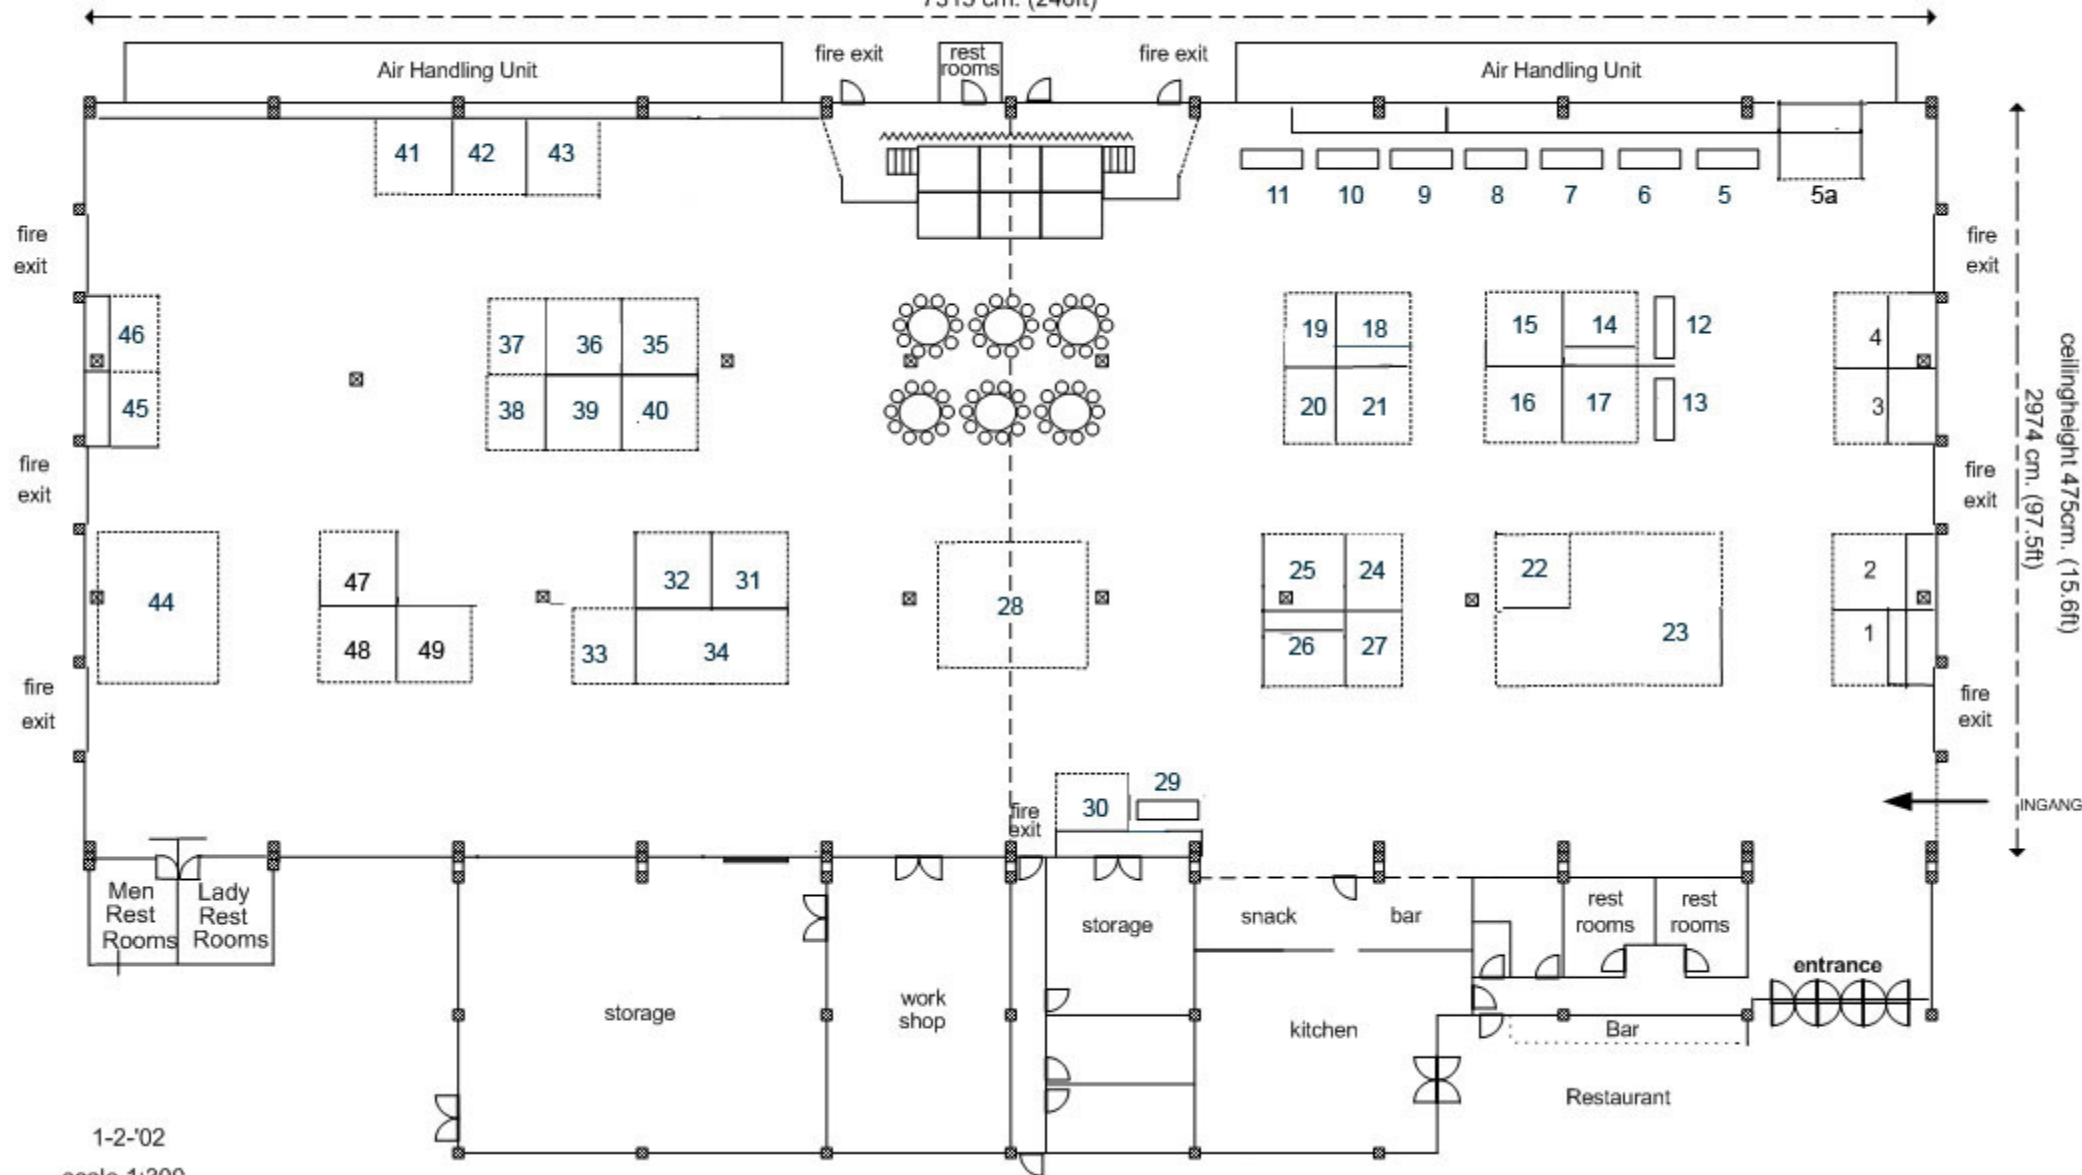 7315 cm. (240ft)
fire exit
rest
rooms
fire exit
Air Handling Unit
Air Handling Unit
41
42
43
11
10
9
8
7
6
5
5a
fire
exit
fire
exit
46
45
37
36
35
38
39
40
19
18
20
21
15
14
12
16
17
13
4
3
ceilingheight 475cm. (15.6ft)
2974 cm. (97.5ft)
fire
exit
fire
exit
44
47
48
49
32
31
33
34
28
25
24
26
27
22
23
2
1
fire
exit
fire
exit
30
29
fire
exit
INGANG
Men
Rest
Rooms
Lady
Rest
Rooms
storage
work
shop
storage
snack
bar
rest
rooms
rest
rooms
entrance
kitchen
Bar
Restaurant
1-2-'02